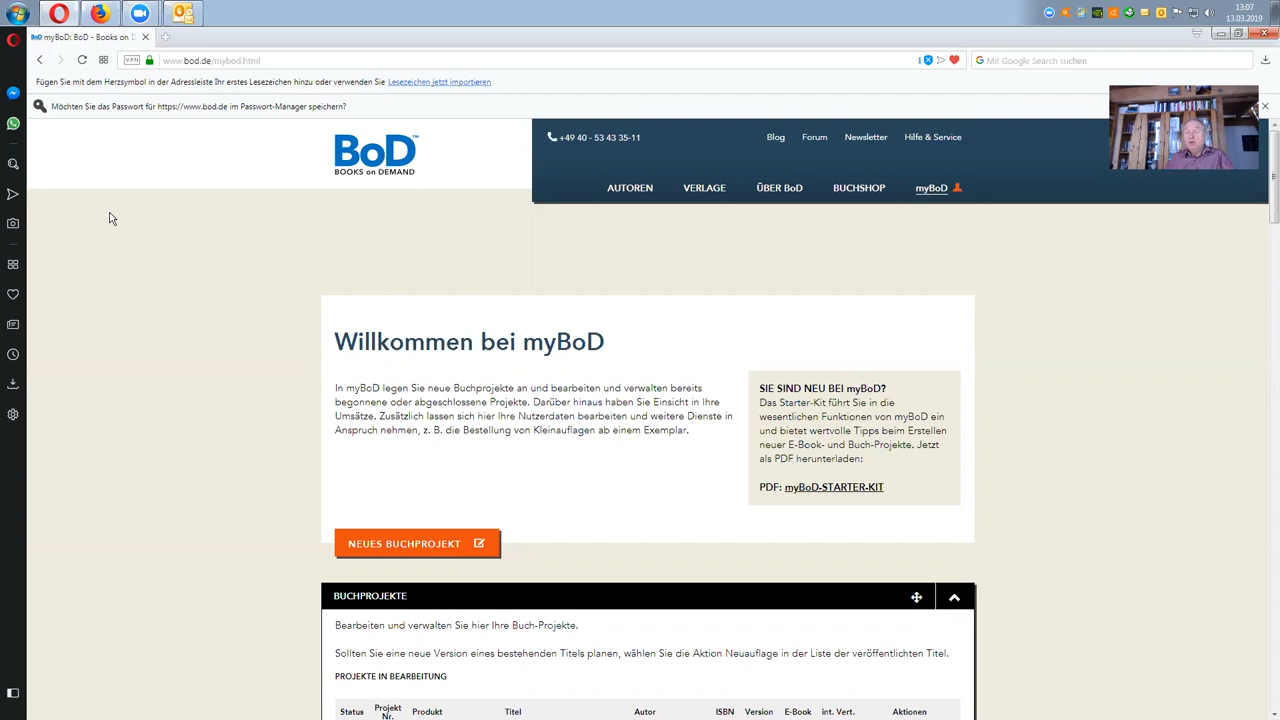 13:07
13.03.2019
myBoD: BoD - Books on D
VPN
www.bod.de/mybod.html
1
Mit Google Search suchen
Fügen Sie mit dem Herzsymbol in der Adressleiste Ihr erstes Lesezeichen hinzu oder verwenden Sie Lesezeichen jetzt importieren
Möchten Sie das Passwort für https://www.bod.de im Passwort-Manager speichern?
BoD™
BOOKS on DEMAND
+49 40 - 53 43 35-11
Blog Forum Newsletter Hilfe & Service
AUTOREN VERLAGE ÜBER BoD BUCHSHOP myBoD
Willkommen bei myBoD
In myBoD legen Sie neue Buchprojekte an und bearbeiten und verwalten bereits
begonnene oder abgeschlossene Projekte. Darüber hinaus haben Sie Einsicht in Ihre
Umsätze. Zusätzlich lassen sich hier Ihre Nutzerdaten bearbeiten und weitere Dienste in
Anspruch nehmen, z. B. die Bestellung von Kleinauflagen ab einem Exemplar.
SIE SIND NEU BEI myBoD?
Das Starter-Kit führt Sie in die
wesentlichen Funktionen von myBoD ein
und bietet wertvolle Tipps beim Erstellen
neuer E-Book- und Buch-Projekte. Jetzt
als PDF herunterladen:
PDF: myBoD-STARTER-KIT
NEUES BUCHPROJEKT
BUCHPROJEKTE
Bearbeiten und verwalten Sie hier Ihre Buch-Projekte.
Sollten Sie eine neue Version eines bestehenden Titels planen, wählen Sie die Aktion Neuauflage in der Liste der veröffentlichten Titel.
PROJEKTE IN BEARBEITUNG
Status Projekt Nr. Produkt Titel Autor ISBN Version E-Book int. Vert. Aktionen